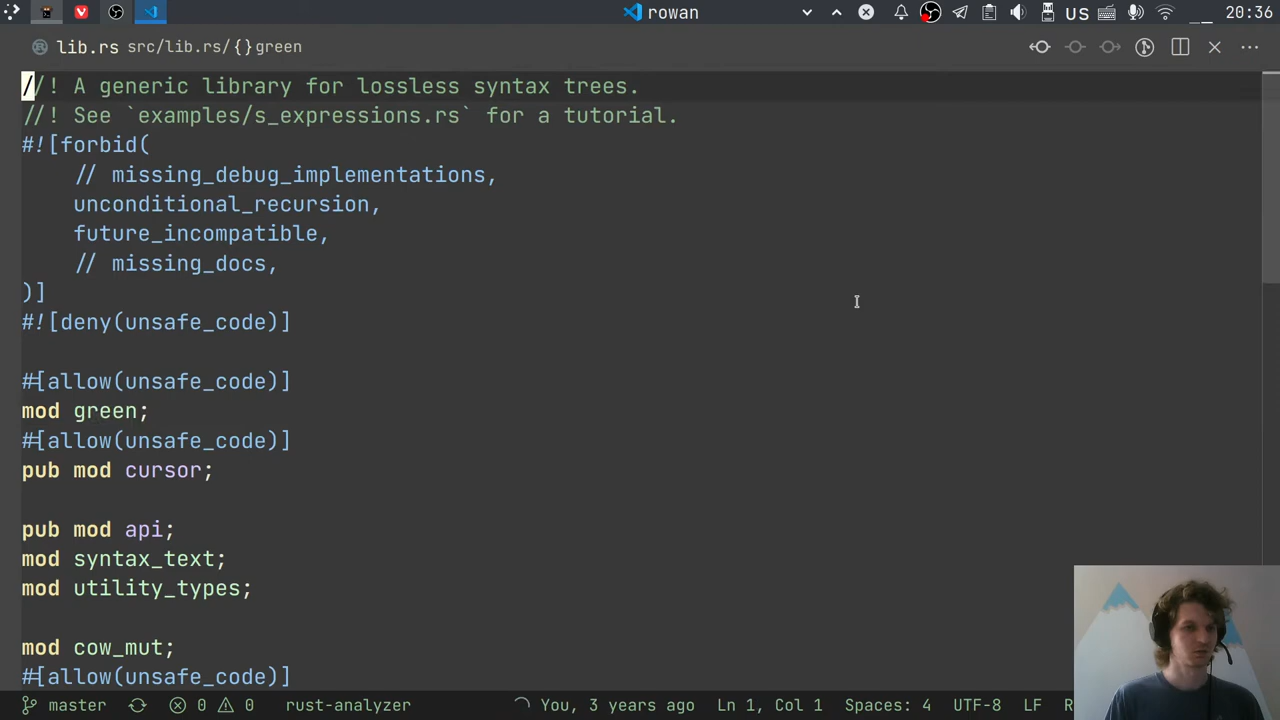 rowan
US
20:36
lib.rs src/lib.rs/{}green
//! A generic library for lossless syntax trees.
//! See `examples/s_expressions.rs` for a tutorial.
#![forbid(
    // missing_debug_implementations,
    unconditional_recursion,
    future_incompatible,
    // missing_docs,
)]
#![deny(unsafe_code)]
#[allow(unsafe_code)]
mod green;
#[allow(unsafe_code)]
pub mod cursor;
pub mod api;
mod syntax_text;
mod utility_types;
mod cow_mut;
#[allow(unsafe_code)]
master 0 0 rust-analyzer You, 3 years ago Ln 1, Col 1 Spaces: 4 UTF-8 LF R